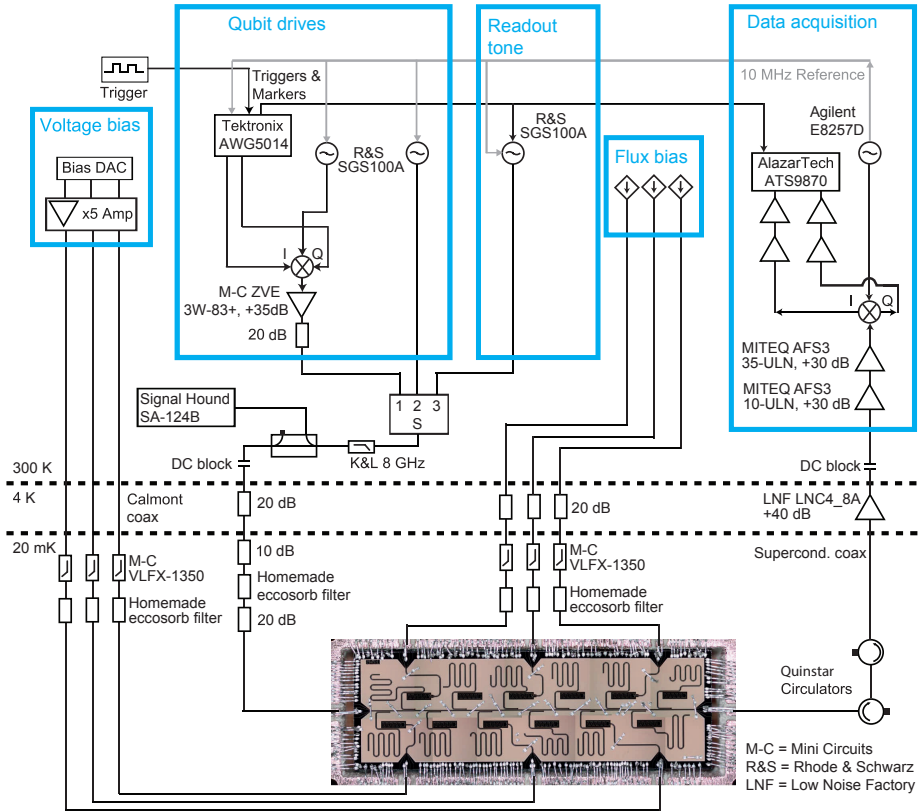 Qubit drives
Readout
tone
Data acquisition
Trigger
Triggers &
Markers
10 MHz Reference
Voltage bias
Tektronix
AWG5014
R&S
SGS100A
R&S
SGS100A
Agilent
E8257D
Bias DAC
x5 Amp
Flux bias
AlazarTech
ATS9870
I
Q
I
Q
M-C ZVE
3W-83+, +35dB
20 dB
MITEQ AFS3
35-ULN, +30 dB
MITEQ AFS3
10-ULN, +30 dB
Signal Hound
SA-124B
1 2 3
S
K&L 8 GHz
DC block
DC block
300 K
4 K
Calmont
coax
20 dB
20 dB
LNF LNC4_8A
+40 dB
20 mK
M-C
VLFX-1350
10 dB
Homemade
eccosorb filter
20 dB
M-C
VLFX-1350
Supercond. coax
Homemade
eccosorb filter
Homemade
eccosorb filter
Quinstar
Circulators
M-C = Mini Circuits
R&S = Rhode & Schwarz
LNF = Low Noise Factory